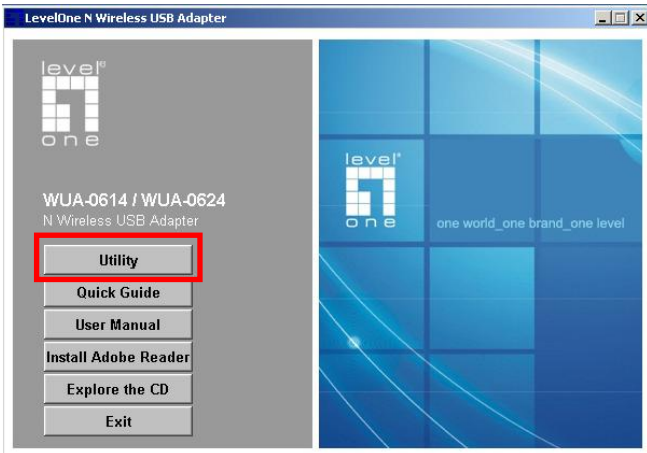 LevelOne N Wireless USB Adapter
level®
one
WUA-0614 / WUA-0624
N Wireless USB Adapter
Utility
Quick Guide
User Manual
Install Adobe Reader
Explore the CD
Exit
level®
one
one world_one brand_one level